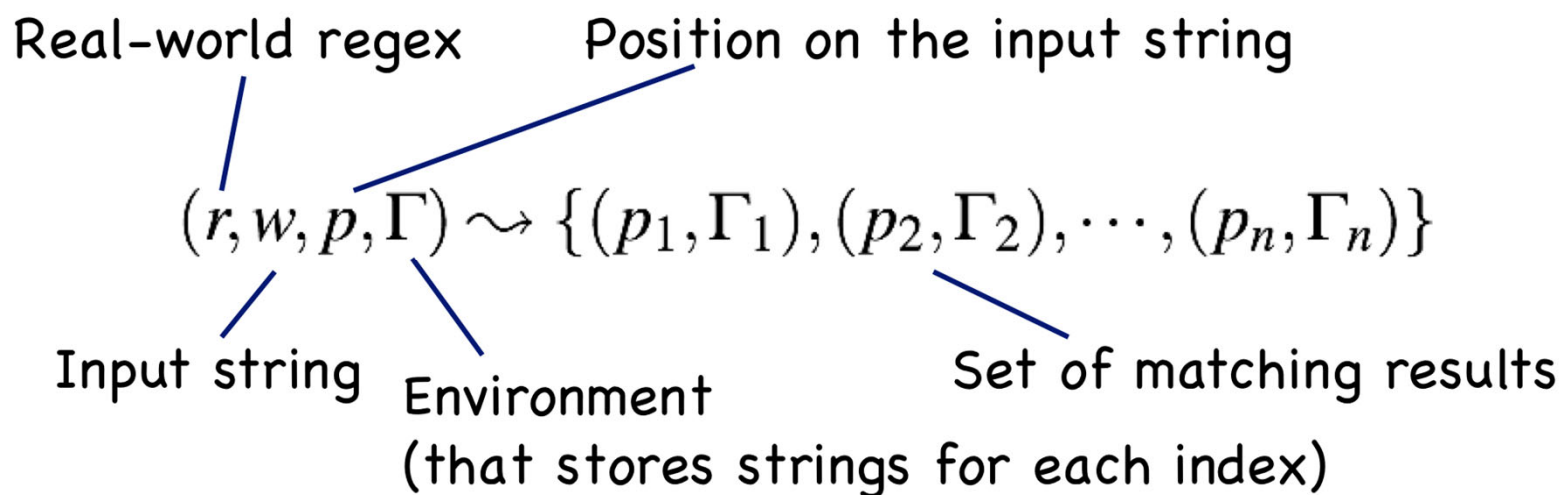 Real-world regex Position on the input string
(r, w, p, Γ) ⤳ {(p₁, Γ₁), (p₂, Γ₂), ⋯, (pₙ, Γₙ)}
Input string
Environment
(that stores strings for each index)
Set of matching results